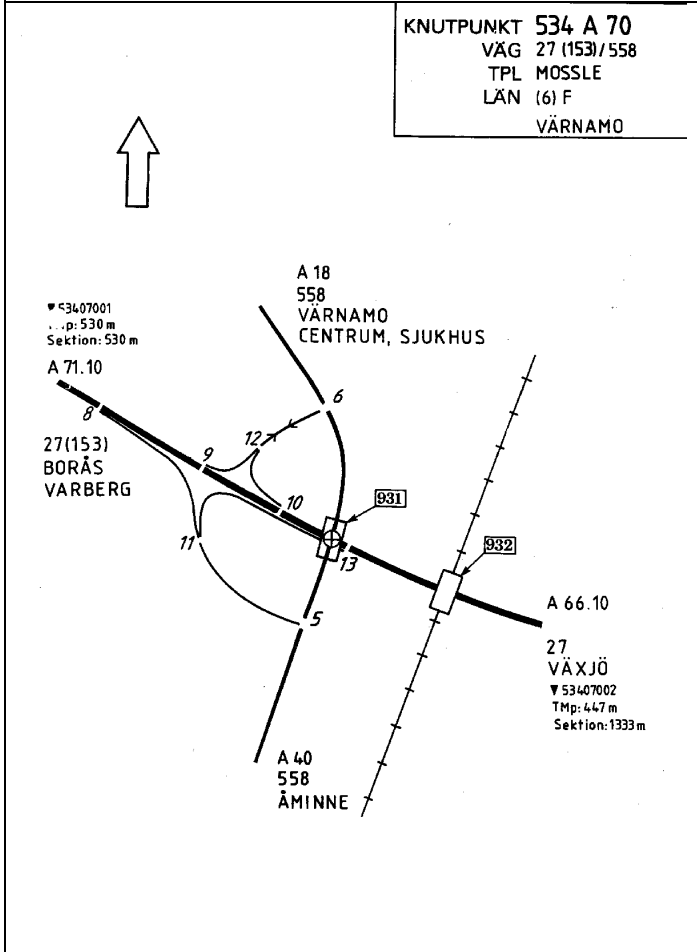 KNUTPUNKT 534 A 70
VÄG 27 (153)/558
TPL MOSSLE
LÄN (6) F
VÄRNAMO
A 18
558
VÄRNAMO
CENTRUM, SJUKHUS
▼53407001
530 m
Sektion: 530 m
A 71.10
8
27(153)
BORÅS
VARBERG
6
12
9
10
931
11
13
932
5
A 66.10
27
VÄXJÖ
▼53407002
TMp: 447 m
Sektion: 1333 m
A 40
558
ÅMINNE